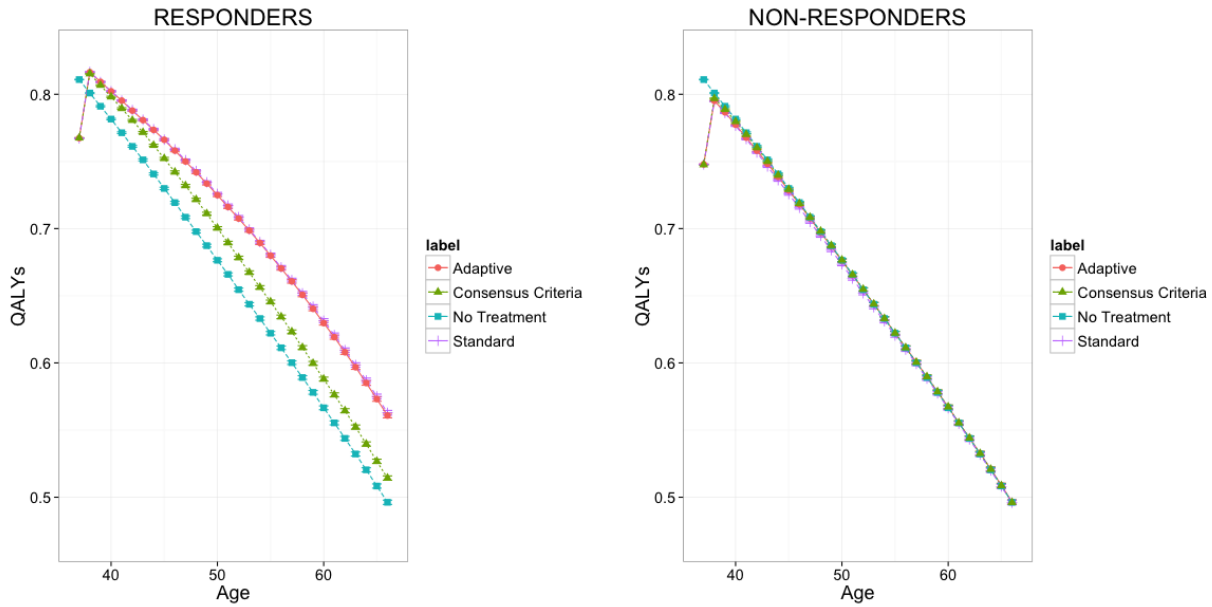 RESPONDERS
0.8
0.7
0.6
0.5
QALYs
40
50
60
Age
label
Adaptive
Consensus Criteria
No Treatment
Standard
NON-RESPONDERS
0.8
0.7
0.6
0.5
QALYs
40
50
60
Age
label
Adaptive
Consensus Criteria
No Treatment
Standard